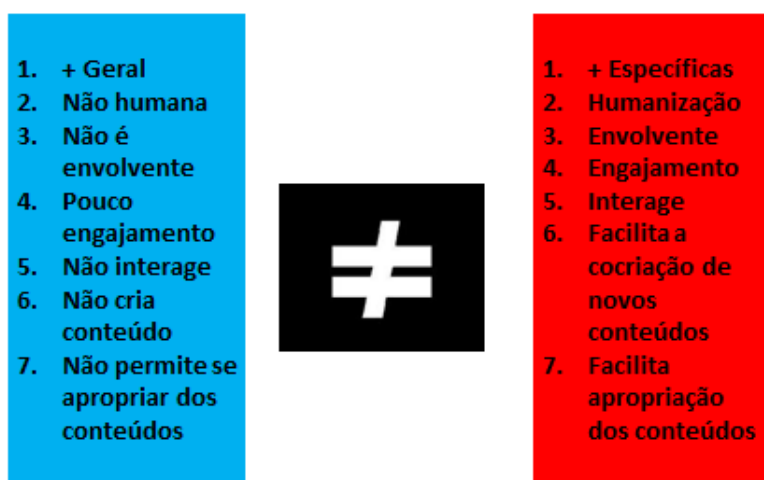 1. + Geral
2. Não humana
3. Não é
envolvente
4. Pouco
engajamento
5. Não interage
6. Não cria
conteúdo
7. Não permite se
apropriar dos
conteúdos
≠
1. + Específicas
2. Humanização
3. Envolvente
4. Engajamento
5. Interage
6. Facilita a
cocriação de
novos
conteúdos
7. Facilita
apropriação
dos conteúdos